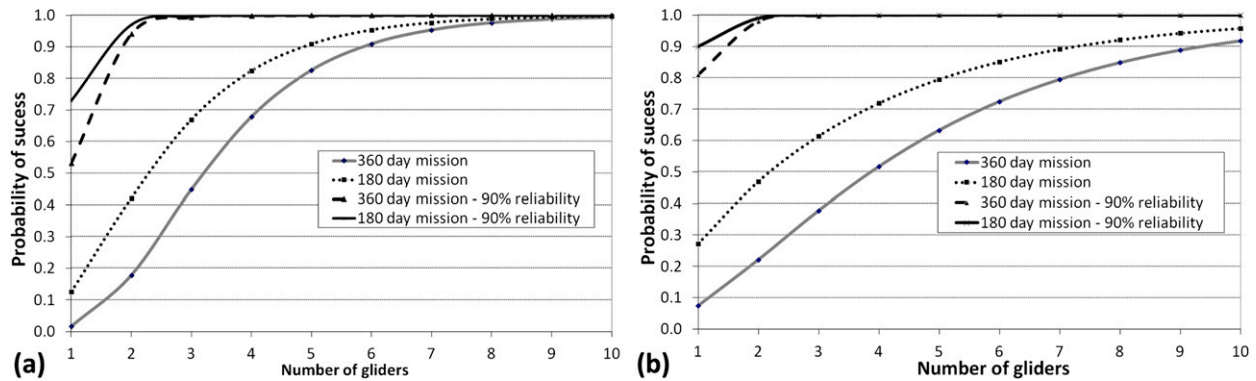 Probability of sucess
1.0
0.9
0.8
0.7
0.6
0.5
0.4
0.3
0.2
0.1
0.0
360 day mission
180 day mission
360 day mission - 90% reliability
180 day mission - 90% reliability
1 2 3 4 5 6 7 8 9 10
Number of gliders
(a)
Probability of sucess
1.0
0.9
0.8
0.7
0.6
0.5
0.4
0.3
0.2
0.1
0.0
360 day mission
180 day mission
360 day mission - 90% reliability
180 day mission - 90% reliability
1 2 3 4 5 6 7 8 9 10
Number of gliders
(b)